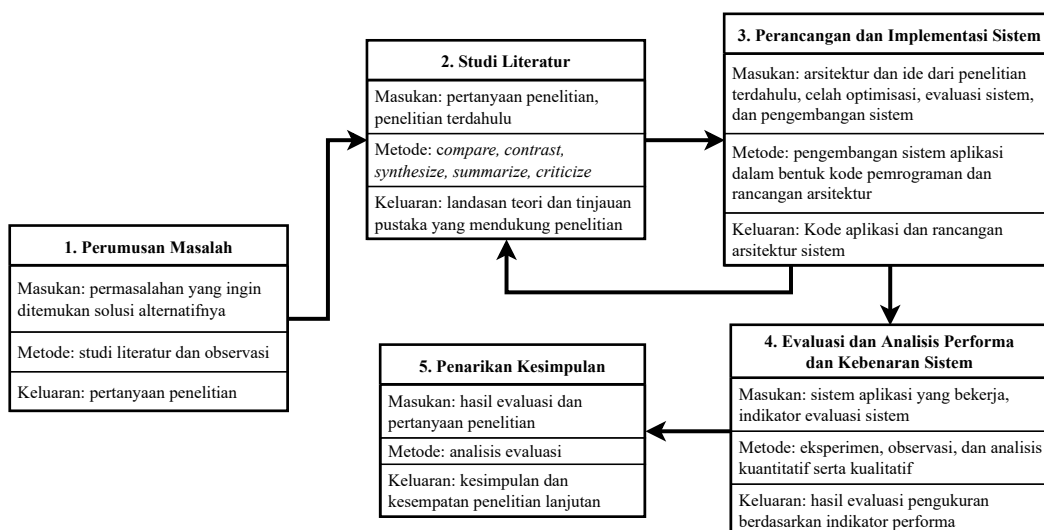 1. Perumusan Masalah
Masukan: permasalahan yang ingin
ditemukan solusi alternatifnya
Metode: studi literatur dan observasi
Keluaran: pertanyaan penelitian
2. Studi Literatur
Masukan: pertanyaan penelitian,
penelitian terdahulu
Metode: compare, contrast,
synthesize, summarize, criticize
Keluaran: landasan teori dan tinjauan
pustaka yang mendukung penelitian
3. Perancangan dan Implementasi Sistem
Masukan: arsitektur dan ide dari penelitian
terdahulu, celah optimisasi, evaluasi sistem,
dan pengembangan sistem
Metode: pengembangan sistem aplikasi
dalam bentuk kode pemrograman dan
rancangan arsitektur
Keluaran: Kode aplikasi dan rancangan
arsitektur sistem
4. Evaluasi dan Analisis Performa
dan Kebenaran Sistem
Masukan: sistem aplikasi yang bekerja,
indikator evaluasi sistem
Metode: eksperimen, observasi, dan analisis
kuantitatif serta kualitatif
Keluaran: hasil evaluasi pengukuran
berdasarkan indikator performa
5. Penarikan Kesimpulan
Masukan: hasil evaluasi dan
pertanyaan penelitian
Metode: analisis evaluasi
Keluaran: kesimpulan dan
kesempatan penelitian lanjutan